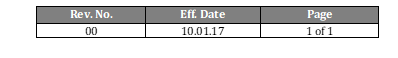 Rev. No. Eff. Date Page
00 10.01.17 1 of 1